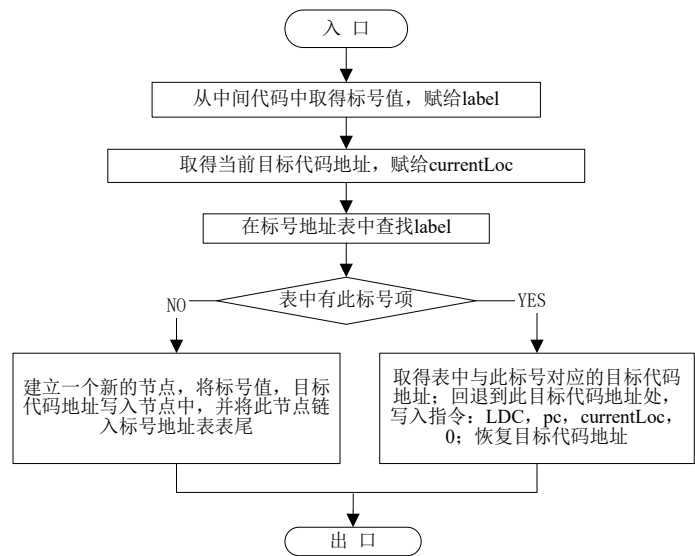 入 口
从中间代码中取得标号值，赋给label
取得当前目标代码地址，赋给currentLoc
在标号地址表中查找label
表中有此标号项
NO
YES
建立一个新的节点，将标号值，目标
代码地址写入节点中，并将此节点链
入标号地址表表尾
取得表中与此标号对应的目标代码
地址；回退到此目标代码地址处，
写入指令：LDC，pc，currentLoc，
0；恢复目标代码地址
出 口